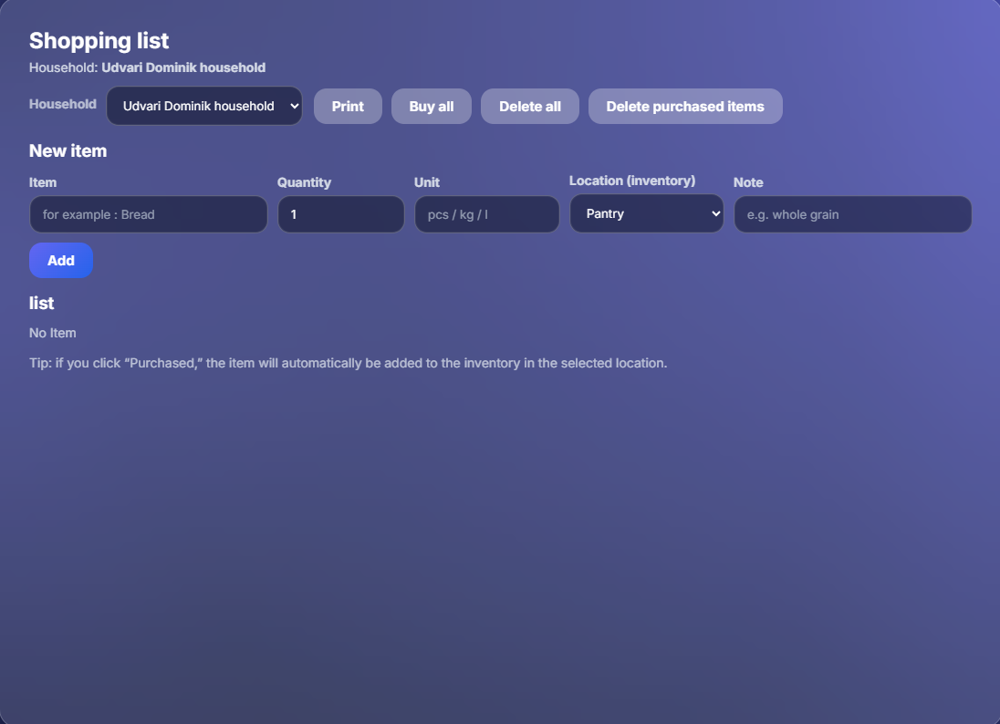 Shopping list
Household: Udvari Dominik household
Household Udvari Dominik household Print Buy all Delete all Delete purchased items
New item
Item Quantity Unit Location (inventory) Note
for example : Bread 1 pcs / kg / l Pantry e.g. whole grain
Add
list
No Item
Tip: if you click “Purchased,” the item will automatically be added to the inventory in the selected location.